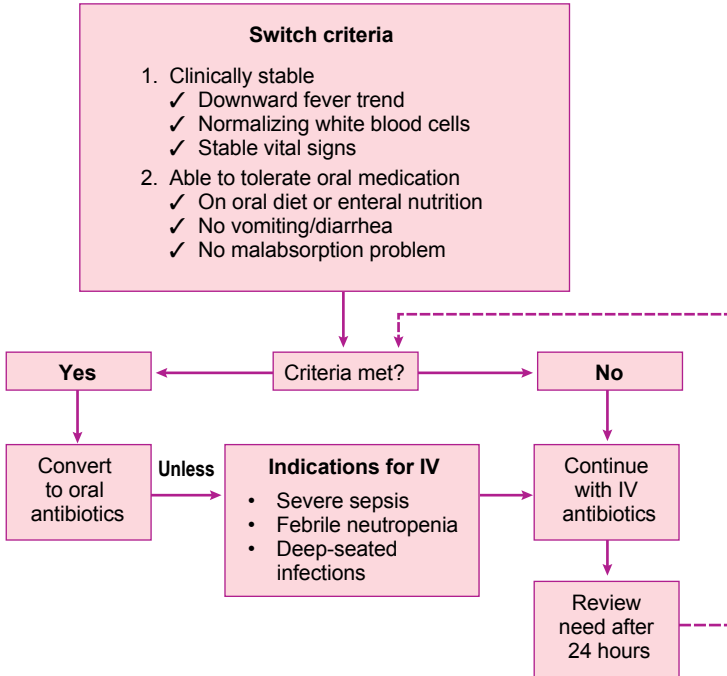 Switch criteria
1. Clinically stable
✓ Downward fever trend
✓ Normalizing white blood cells
✓ Stable vital signs
2. Able to tolerate oral medication
✓ On oral diet or enteral nutrition
✓ No vomiting/diarrhea
✓ No malabsorption problem
Yes
Criteria met?
No
Convert
to oral
antibiotics
Unless
Indications for IV
• Severe sepsis
• Febrile neutropenia
• Deep-seated
infections
Continue
with IV
antibiotics
Review
need after
24 hours